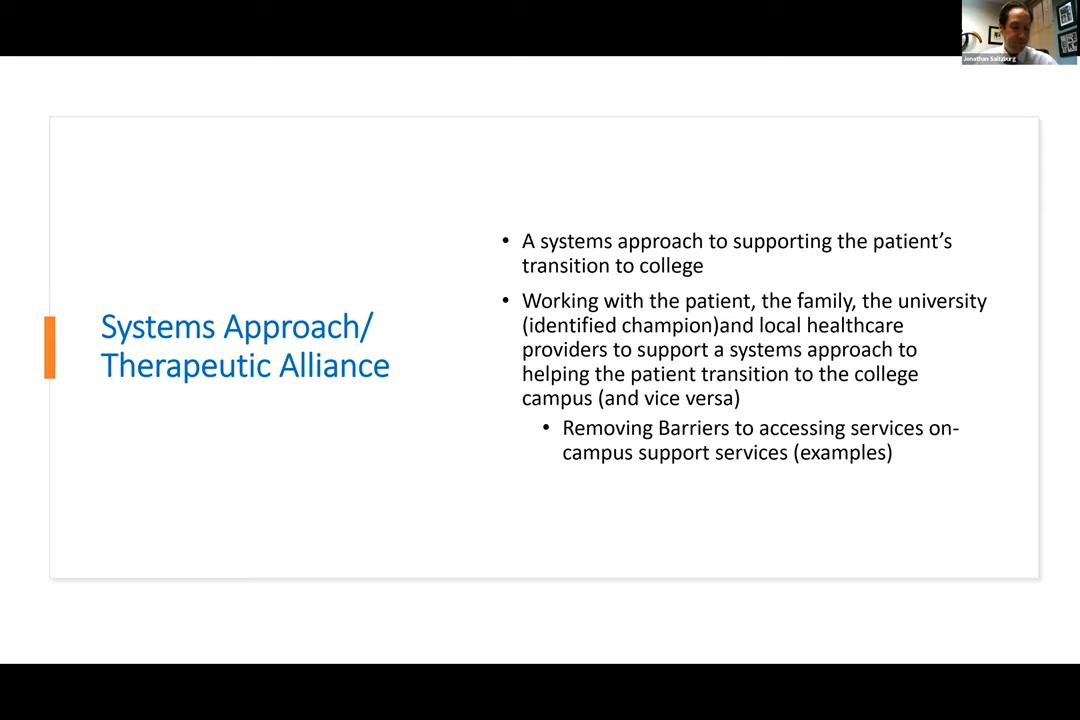 Jonathan Saltzburg
Systems Approach/
Therapeutic Alliance
• A systems approach to supporting the patient’s
transition to college
• Working with the patient, the family, the university
(identified champion)and local healthcare
providers to support a systems approach to
helping the patient transition to the college
campus (and vice versa)
• Removing Barriers to accessing services on-
campus support services (examples)